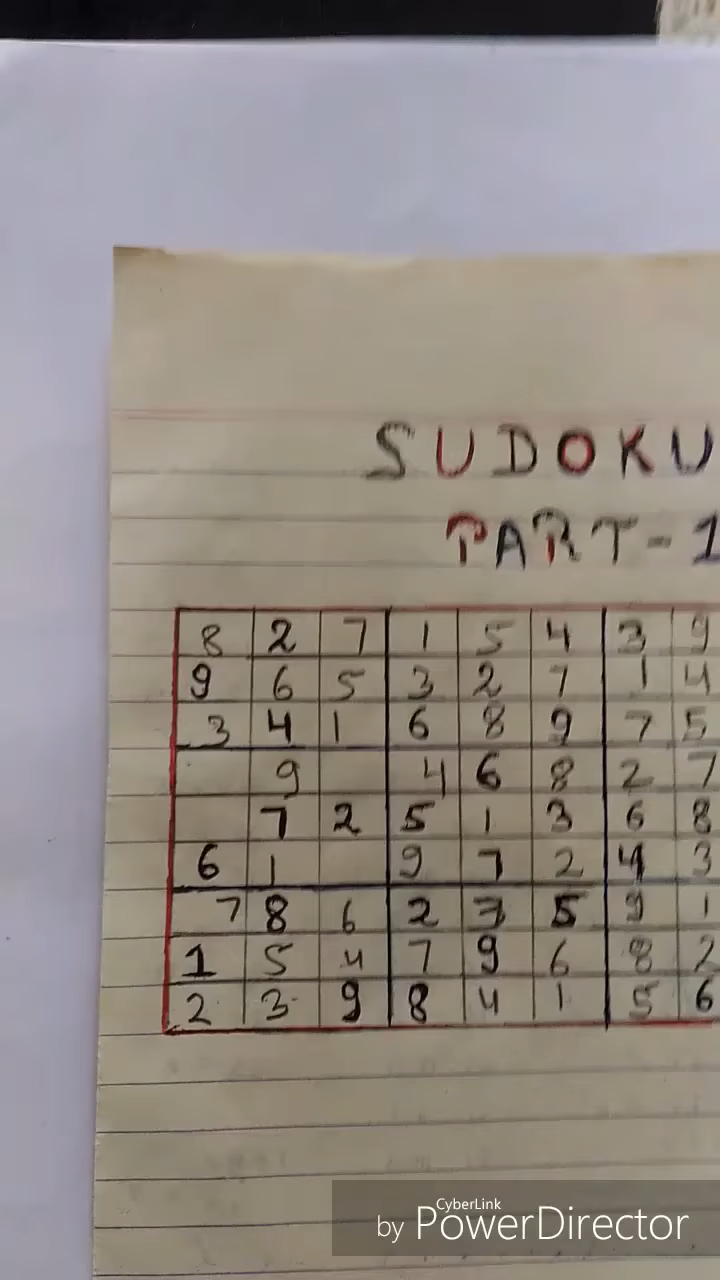 SUDOKU
PART-1
8 2 7 1 5 4 3 9
9 6 5 3 2 7 1 4
3 4 1 6 8 9 7 5
9 4 6 8 2 7
7 2 5 1 3 6 8
6 1 9 7 2 4 3
7 8 6 2 3 5 9 1
1 5 4 7 9 6 8 2
2 3 9 8 4 1 5 6
CyberLink
by PowerDirector